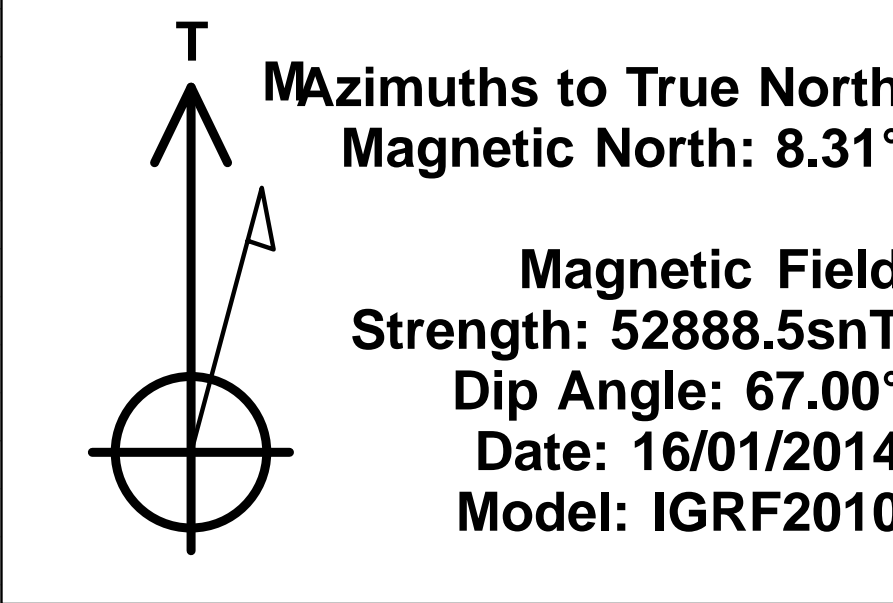 T
M
Azimuths to True North
Magnetic North: 8.31°

Magnetic Field
Strength: 52888.5snT
Dip Angle: 67.00°
Date: 16/01/2014
Model: IGRF2010